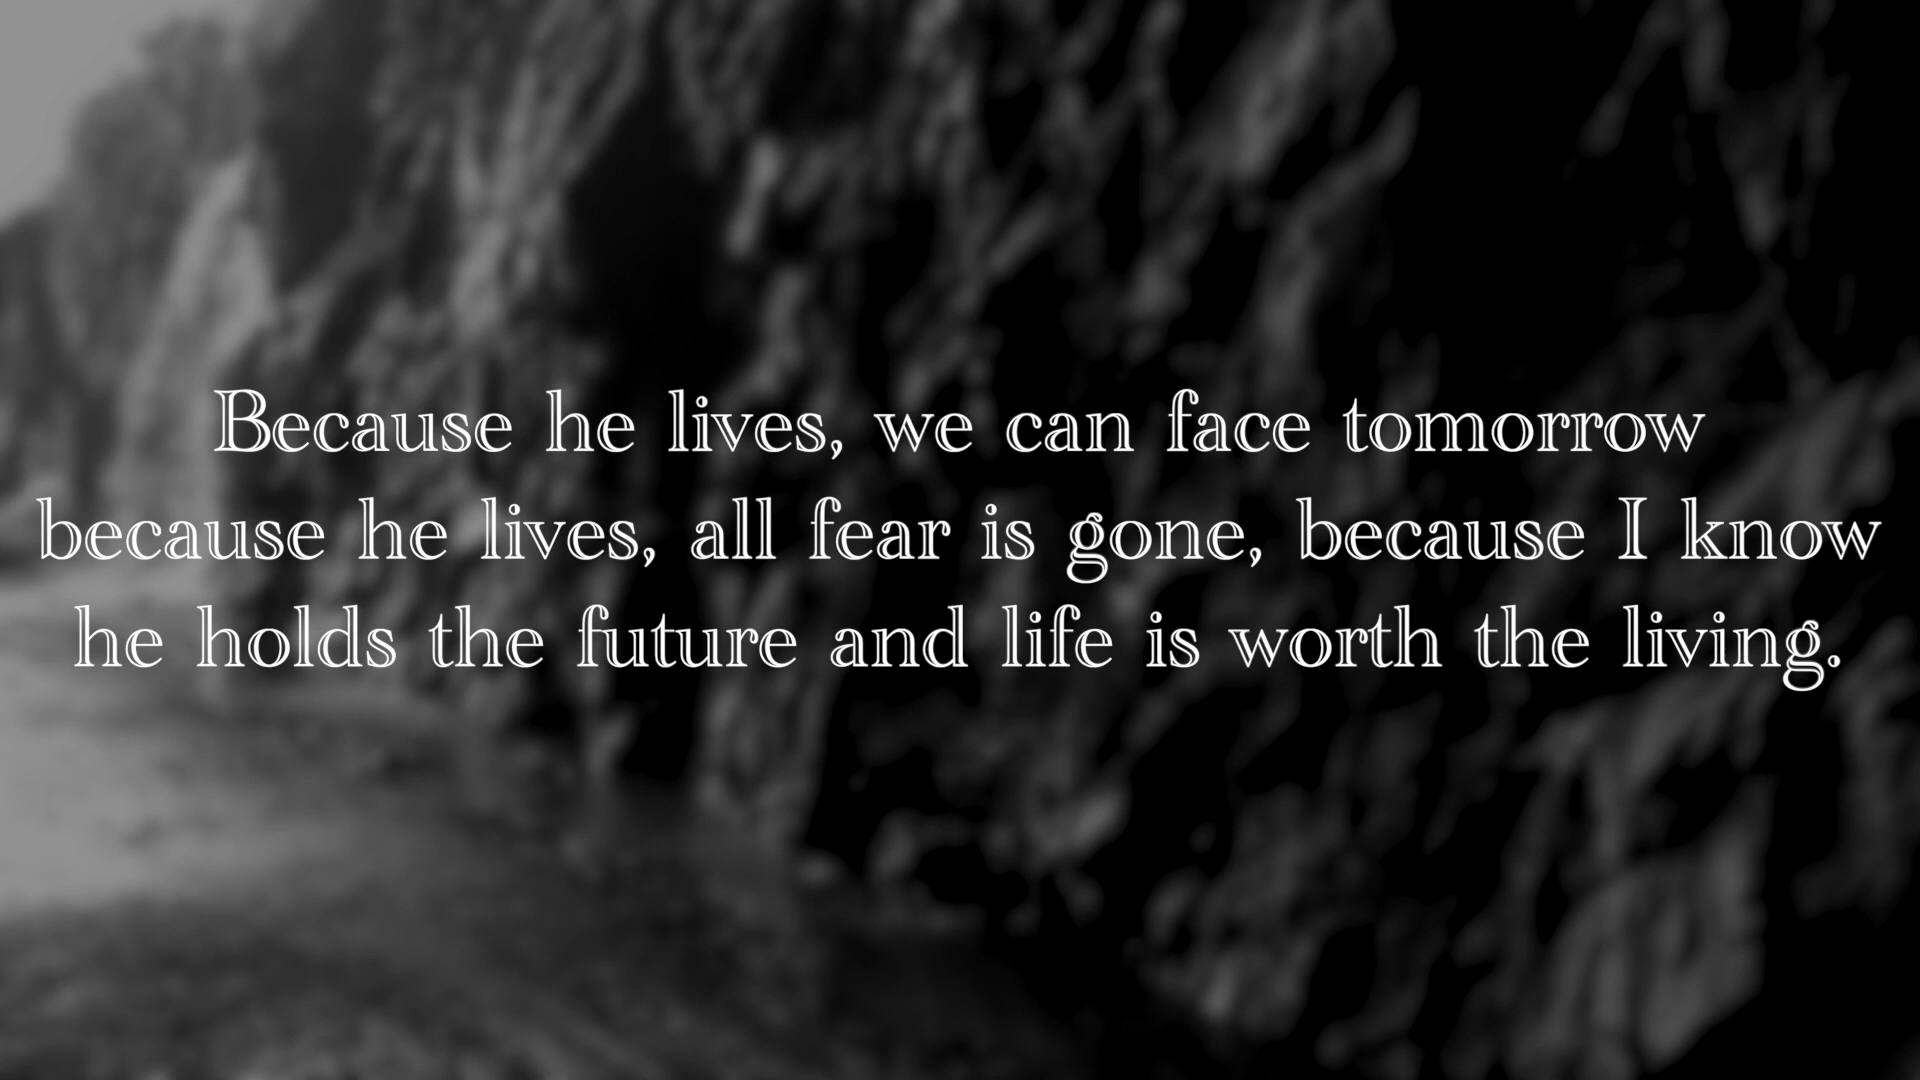 Because he lives, we can face tomorrow
because he lives, all fear is gone, because I know
he holds the future and life is worth the living.